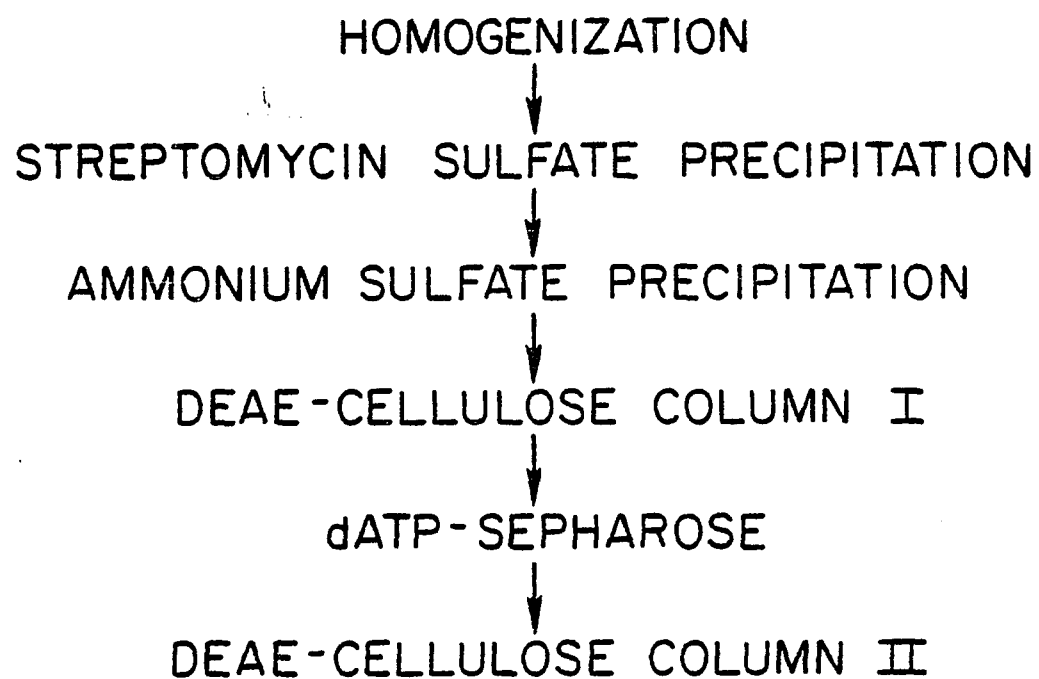 HOMOGENIZATION
STREPTOMYCIN SULFATE PRECIPITATION
AMMONIUM SULFATE PRECIPITATION
DEAE-CELLULOSE COLUMN I
dATP-SEPHAROSE
DEAE-CELLULOSE COLUMN II